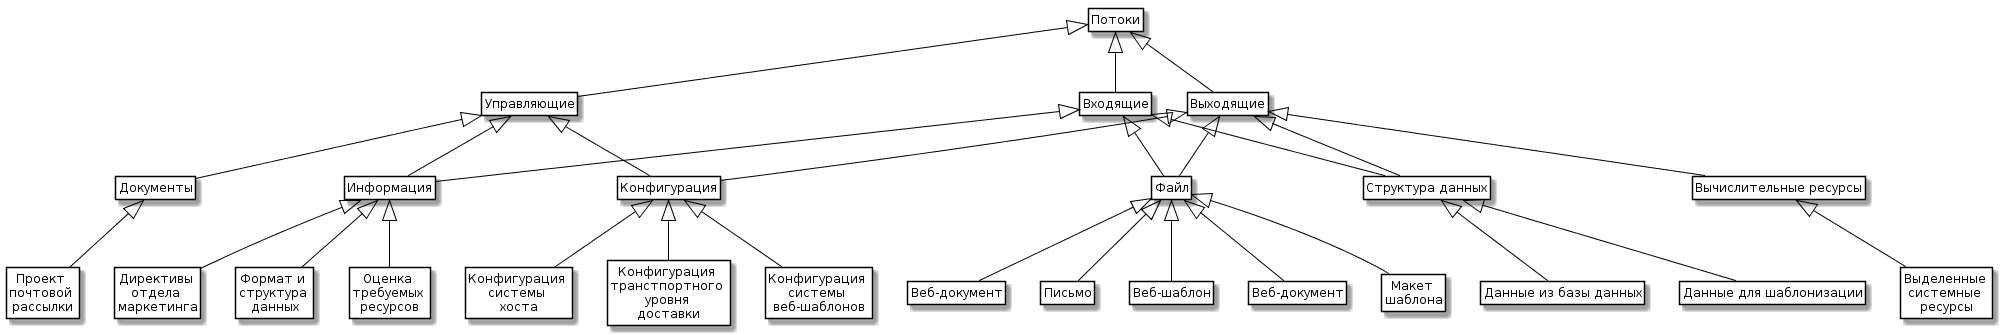 Потоки
Управляющие
Входящие
Выходящие
Документы
Информация
Конфигурация
Файл
Структура данных
Вычислительные ресурсы
Проект
почтовой
рассылки
Директивы
отдела
маркетинга
Формат и
структура
данных
Оценка
требуемых
ресурсов
Конфигурация
системы
хоста
Конфигурация
транстпортного
уровня
доставки
Конфигурация
системы
веб-шаблонов
Веб-документ
Письмо
Веб-шаблон
Веб-документ
Макет
шаблона
Данные из базы данных
Данные для шаблонизации
Выделенные
системные
ресурсы